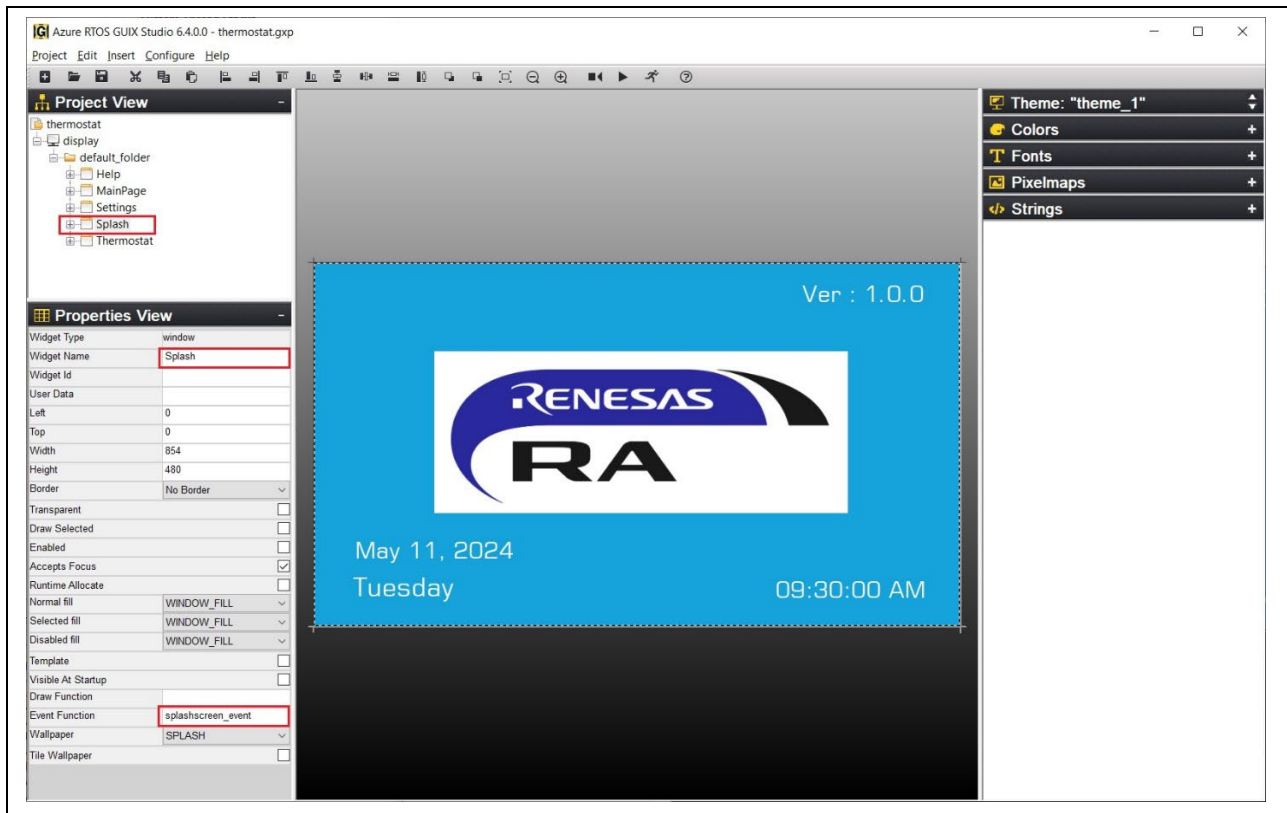 Azure RTOS GUIX Studio 6.4.0.0 - thermostat.gxp
Project Edit Insert Configure Help
Project View
thermostat
display
default_folder
Help
MainPage
Settings
Splash
Thermostat
Properties View
Widget Type window
Widget Name Splash
Widget Id
User Data
Left 0
Top 0
Width 854
Height 480
Border No Border
Transparent
Draw Selected
Enabled
Accepts Focus
Runtime Allocate
Normal fill WINDOW_FILL
Selected fill WINDOW_FILL
Disabled fill WINDOW_FILL
Template
Visible At Startup
Draw Function
Event Function splashscreen_event
Wallpaper SPLASH
Tile Wallpaper
Ver : 1.0.0
RENESAS
RA
May 11, 2024
Tuesday 09:30:00 AM
Theme: "theme_1"
Colors
Fonts
Pixelmaps
Strings